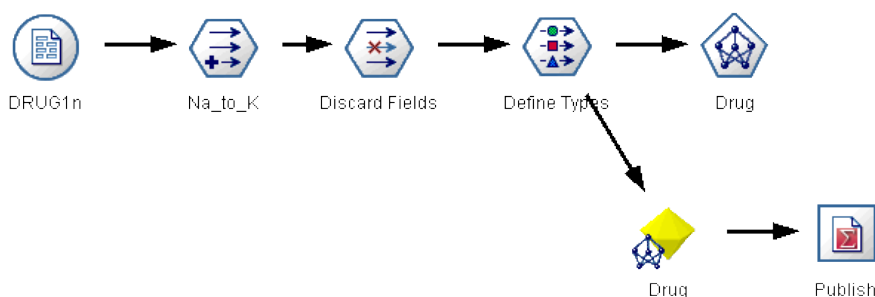 DRUG1n
Na_to_K
Discard Fields
Define Types
Drug
Drug
Publish